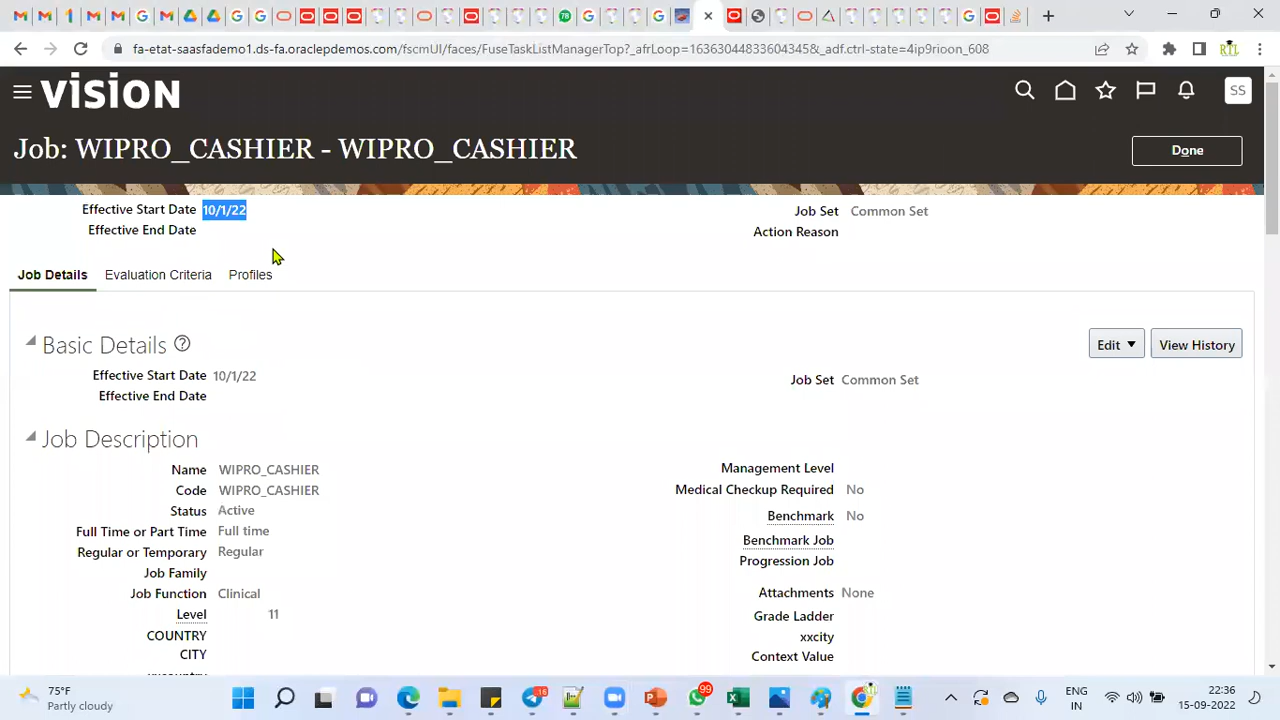 fa-etat-saasfademo1.ds-fa.oraclepdemos.com/fscmUI/faces/FuseTaskListManagerTop?_afrLoop=16363044833604345&_adf.ctrl-state=4ip9rioon_608
VISION
SS
Job: WIPRO_CASHIER - WIPRO_CASHIER
Done
Effective Start Date 10/1/22
Job Set Common Set
Effective End Date
Action Reason
Job Details Evaluation Criteria Profiles
Basic Details
Edit View History
Effective Start Date 10/1/22
Job Set Common Set
Effective End Date
Job Description
Name WIPRO_CASHIER
Management Level
Code WIPRO_CASHIER
Medical Checkup Required No
Status Active
Benchmark No
Full Time or Part Time Full time
Benchmark Job
Regular or Temporary Regular
Progression Job
Job Family
Job Function Clinical
Attachments None
Level 11
Grade Ladder
COUNTRY
xxcity
CITY
Context Value
75°F
Partly cloudy
16
99
ENG
IN
22:36
15-09-2022